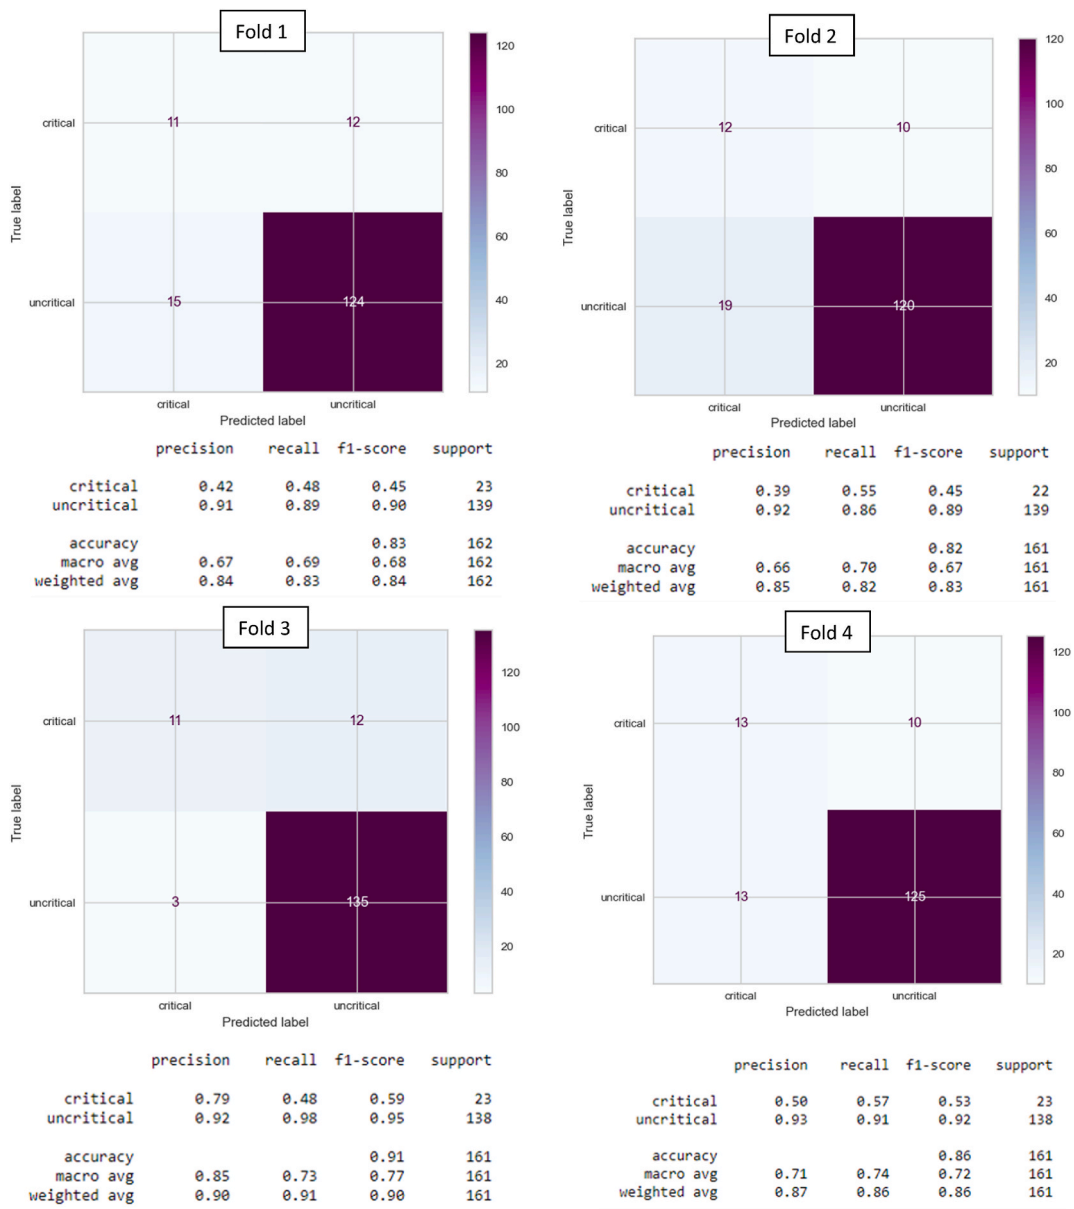 Fold 1
120
100
80
60
40
20
True label
critical
11
12
uncritical
15
124
critical uncritical
Predicted label
precision recall f1-score support
critical 0.42 0.48 0.45 23
uncritical 0.91 0.89 0.90 139
accuracy 0.83 162
macro avg 0.67 0.69 0.68 162
weighted avg 0.84 0.83 0.84 162
Fold 2
120
100
80
60
40
20
True label
critical
12
10
uncritical
19
120
critical uncritical
Predicted label
precision recall f1-score support
critical 0.39 0.55 0.45 22
uncritical 0.92 0.86 0.89 139
accuracy 0.82 161
macro avg 0.66 0.70 0.67 161
weighted avg 0.85 0.82 0.83 161
Fold 3
120
100
80
60
40
20
True label
critical
11
12
uncritical
3
135
critical uncritical
Predicted label
precision recall f1-score support
critical 0.79 0.48 0.59 23
uncritical 0.92 0.98 0.95 138
accuracy 0.91 161
macro avg 0.85 0.73 0.77 161
weighted avg 0.90 0.91 0.90 161
Fold 4
120
100
80
60
40
20
True label
critical
13
10
uncritical
13
125
critical uncritical
Predicted label
precision recall f1-score support
critical 0.50 0.57 0.53 23
uncritical 0.93 0.91 0.92 138
accuracy 0.86 161
macro avg 0.71 0.74 0.72 161
weighted avg 0.87 0.86 0.86 161